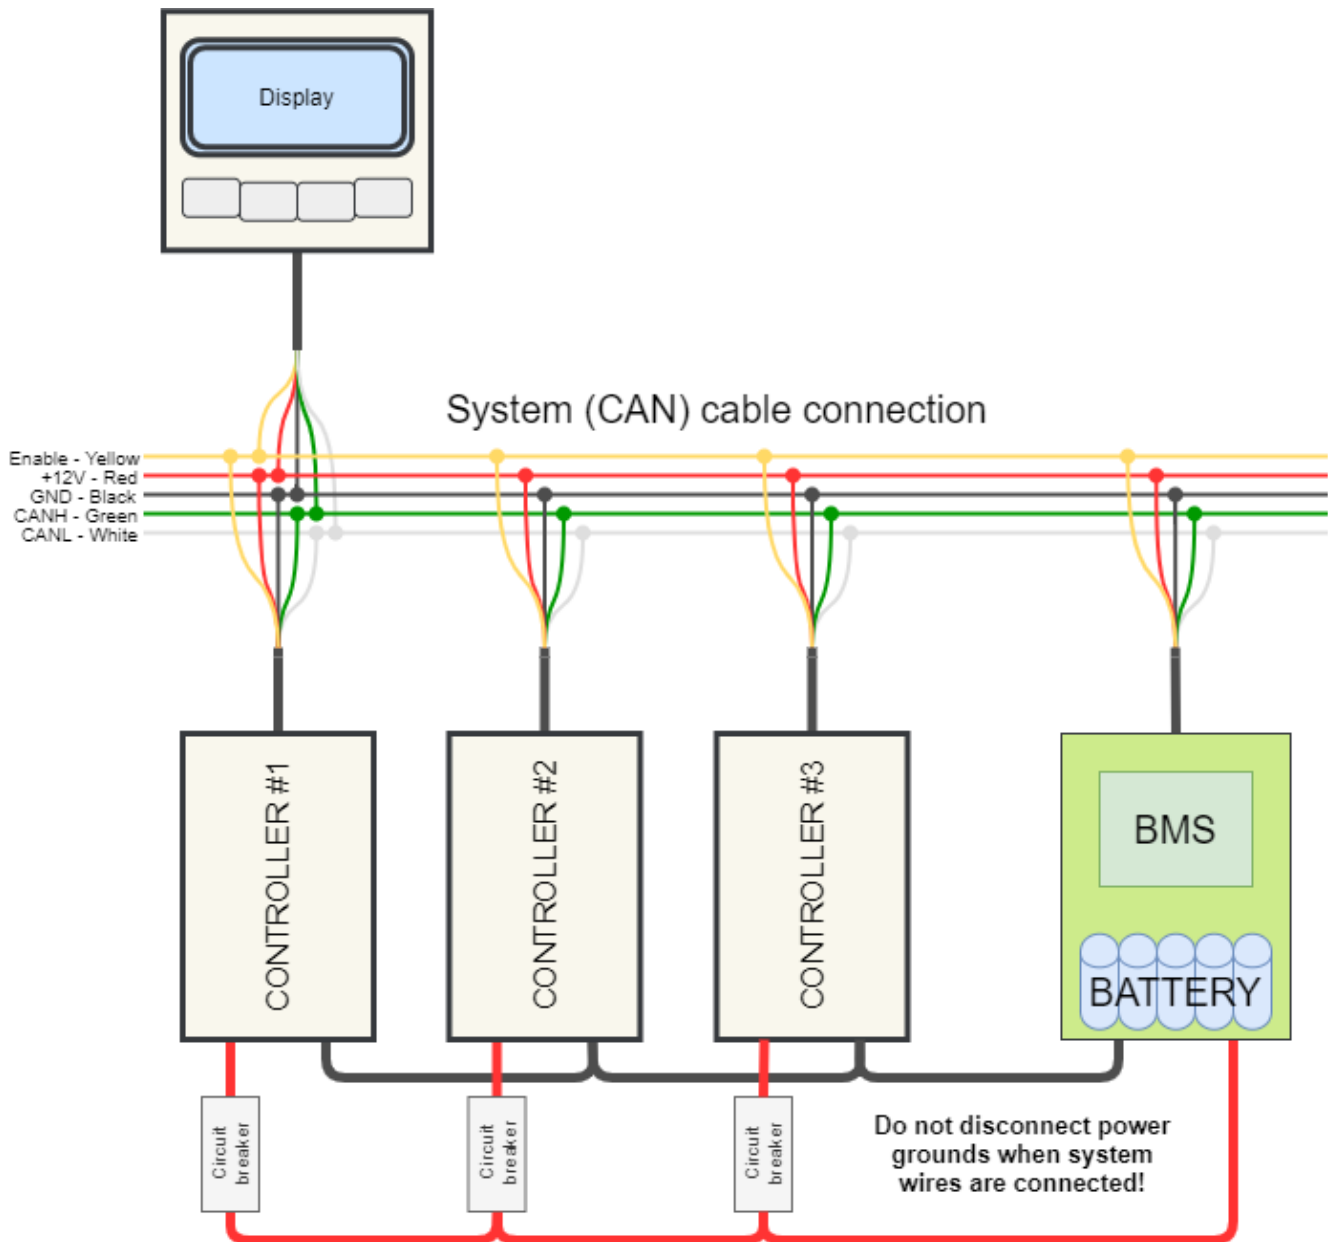 Display
System (CAN) cable connection
Enable - Yellow
+12V - Red
GND - Black
CANH - Green
CANL - White
CONTROLLER #1
CONTROLLER #2
CONTROLLER #3
BMS
BATTERY
Circuit
breaker
Circuit
breaker
Circuit
breaker
Do not disconnect power
grounds when system
wires are connected!